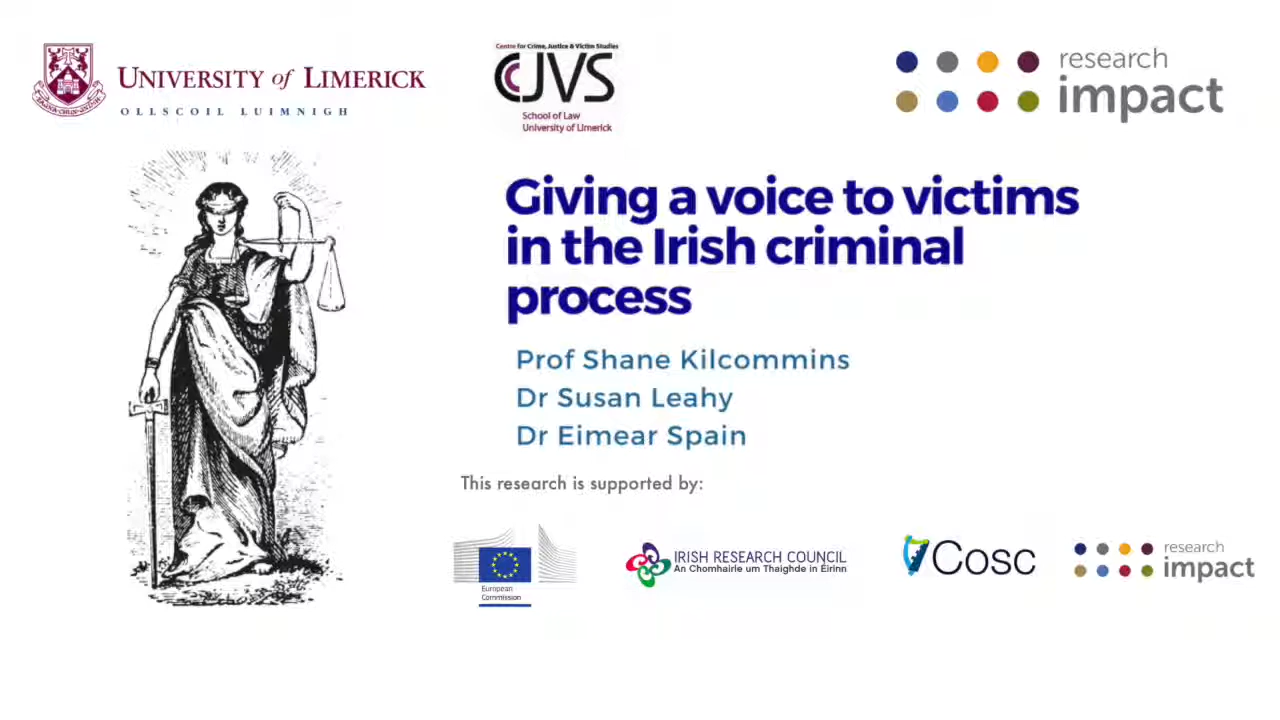 UNIVERSITY of LIMERICK
OLLSCOIL LUIMNIGH
Centre for Crime, Justice & Victim Studies
CJVS
School of Law
University of Limerick
research
impact
Giving a voice to victims
in the Irish criminal
process
Prof Shane Kilcommins
Dr Susan Leahy
Dr Eimear Spain
This research is supported by:
European
Commission
IRISH RESEARCH COUNCIL
An Chomhairle um Thaighde in Éirinn
Cosc
research
impact